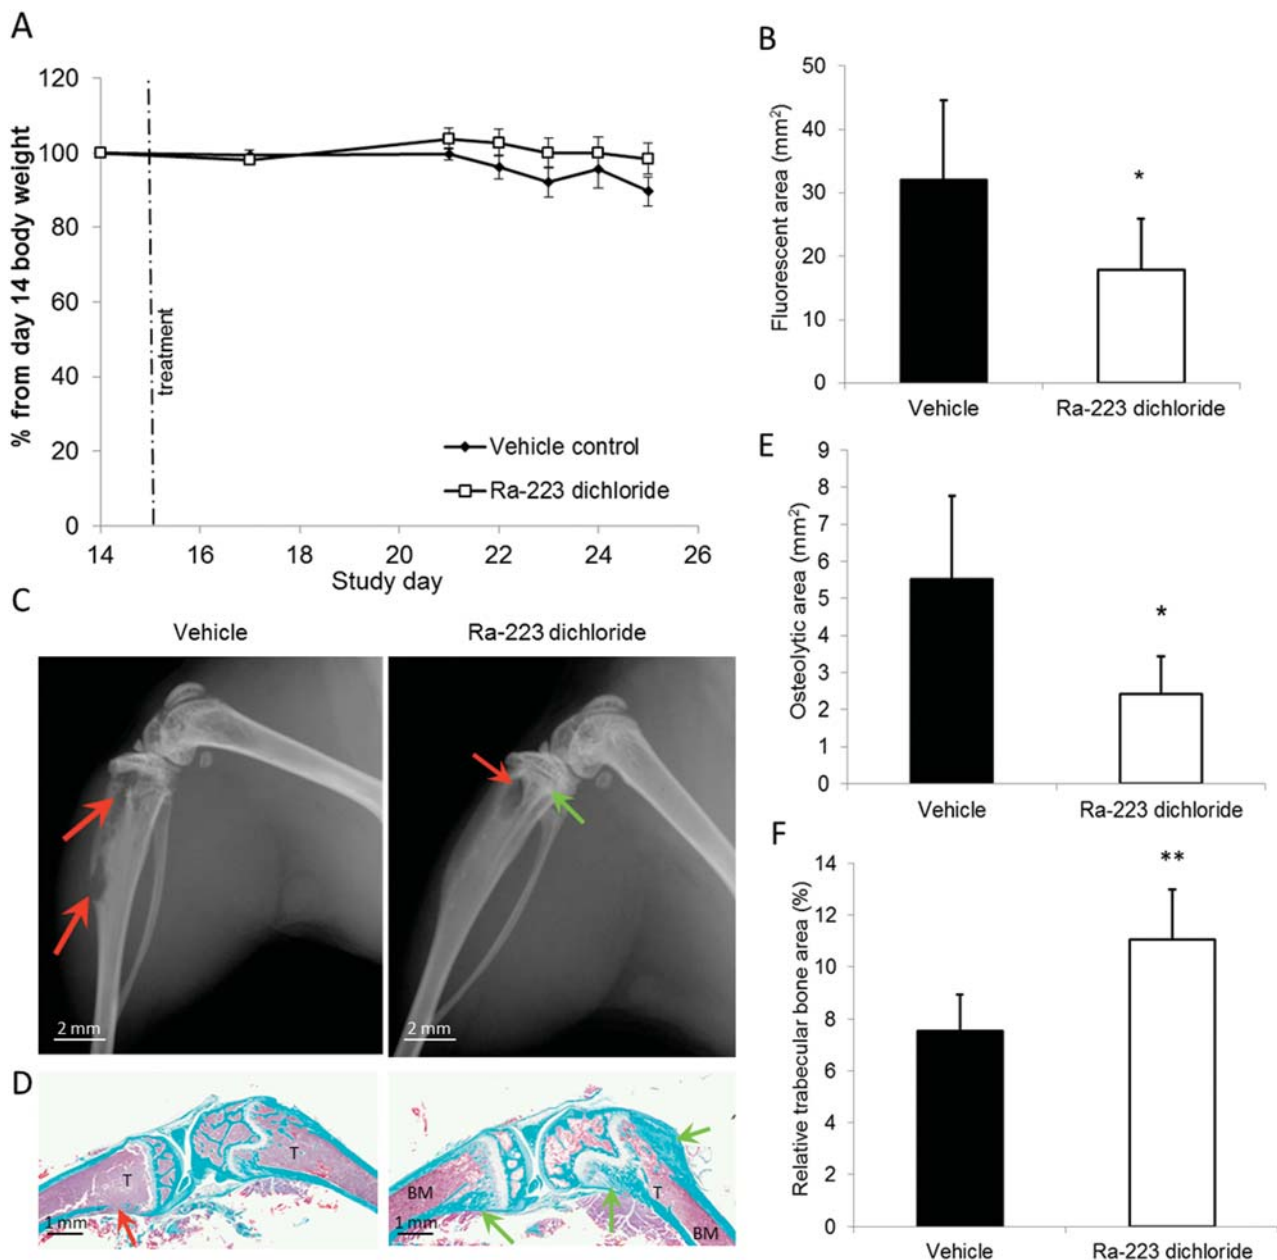 A
% from day 14 body weight
120
100
80
60
40
20
0
treatment
Vehicle control
Ra-223 dichloride
14 16 18 20 22 24 26
Study day
B
Fluorescent area (mm²)
50
40
30
20
10
0
*
Vehicle Ra-223 dichloride
C
Vehicle Ra-223 dichloride
2 mm 2 mm
D
T T
1 mm
BM T BM
1 mm
E
Osteolytic area (mm²)
9
8
7
6
5
4
3
2
1
0
*
Vehicle Ra-223 dichloride
F
Relative trabecular bone area (%)
14
12
10
8
6
4
2
0
**
Vehicle Ra-223 dichloride